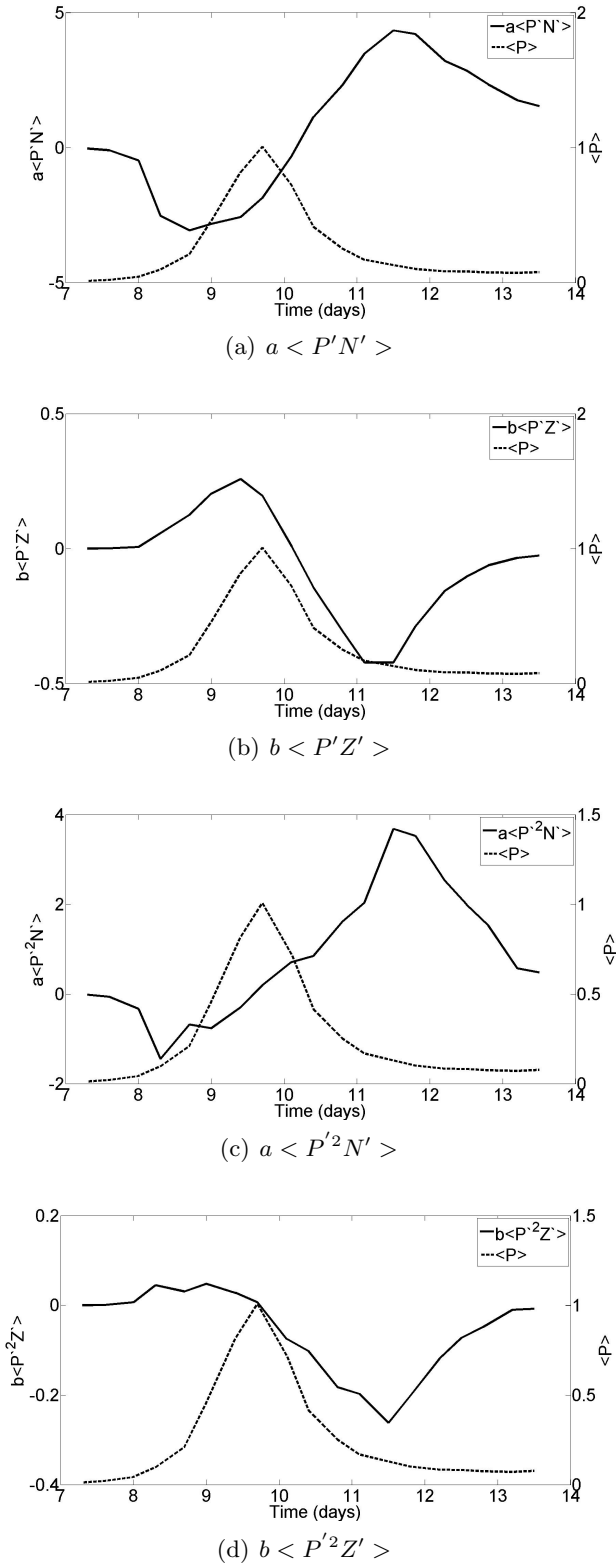 5
0
-5
a<P`N`>
a<P`N`>
<P>
2
1
0
<P>
7 8 9 10 11 12 13 14
Time (days)
(a) a < P′N′ >
0.5
0
-0.5
b<P`Z`>
b<P`Z`>
<P>
2
1
0
<P>
7 8 9 10 11 12 13 14
Time (days)
(b) b < P′Z′ >
4
2
0
-2
a<P`²N`>
a<P`²N`>
<P>
1.5
1
0.5
0
<P>
7 8 9 10 11 12 13 14
Time (days)
(c) a < P′²N′ >
0.2
0
-0.2
-0.4
b<P`²Z`>
b<P`²Z`>
<P>
1.5
1
0.5
0
<P>
7 8 9 10 11 12 13 14
Time (days)
(d) b < P′²Z′ >